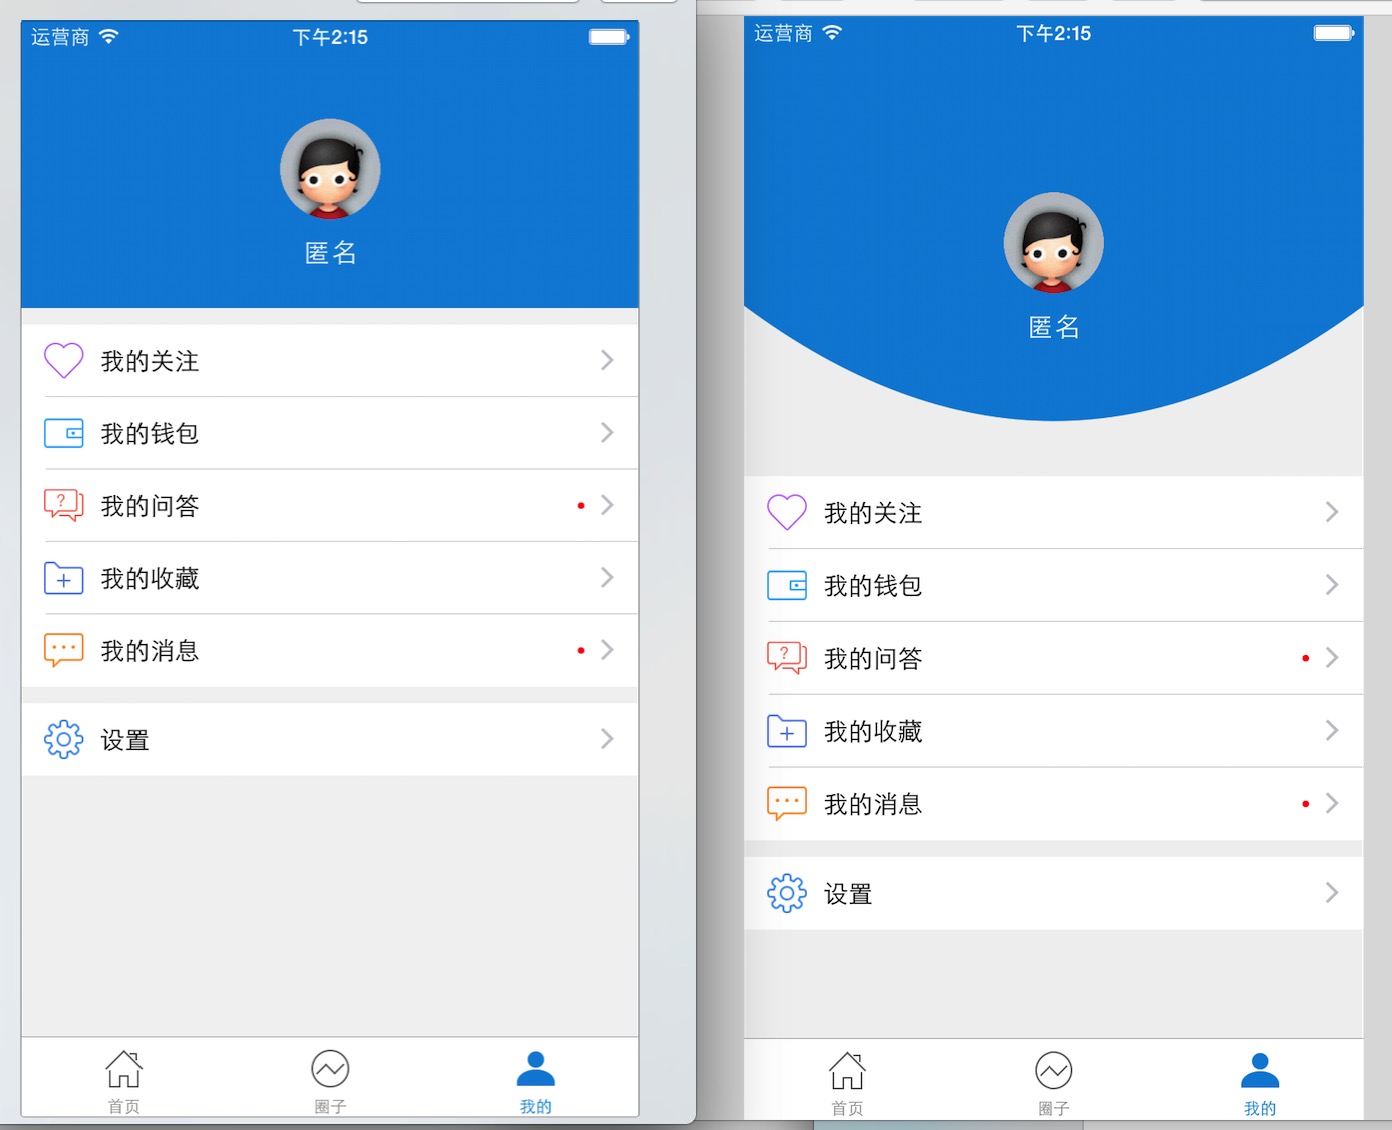 运营商 下午2:15
匿名
我的关注
我的钱包
我的问答
我的收藏
我的消息
设置
首页 圈子 我的
运营商 下午2:15
匿名
我的关注
我的钱包
我的问答
我的收藏
我的消息
设置
首页 圈子 我的